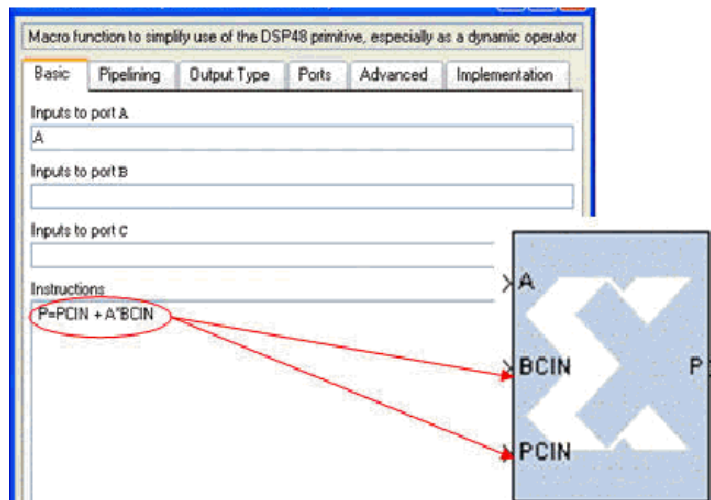 Macro function to simplify use of the DSP48 primitive, especially as a dynamic operator
Basic Pipelining Output Type Ports Advanced Implementation
Inputs to port A
A
Inputs to port B
Inputs to port C
Instructions
P=PCIN + A*BCIN
A
BCIN P
PCIN